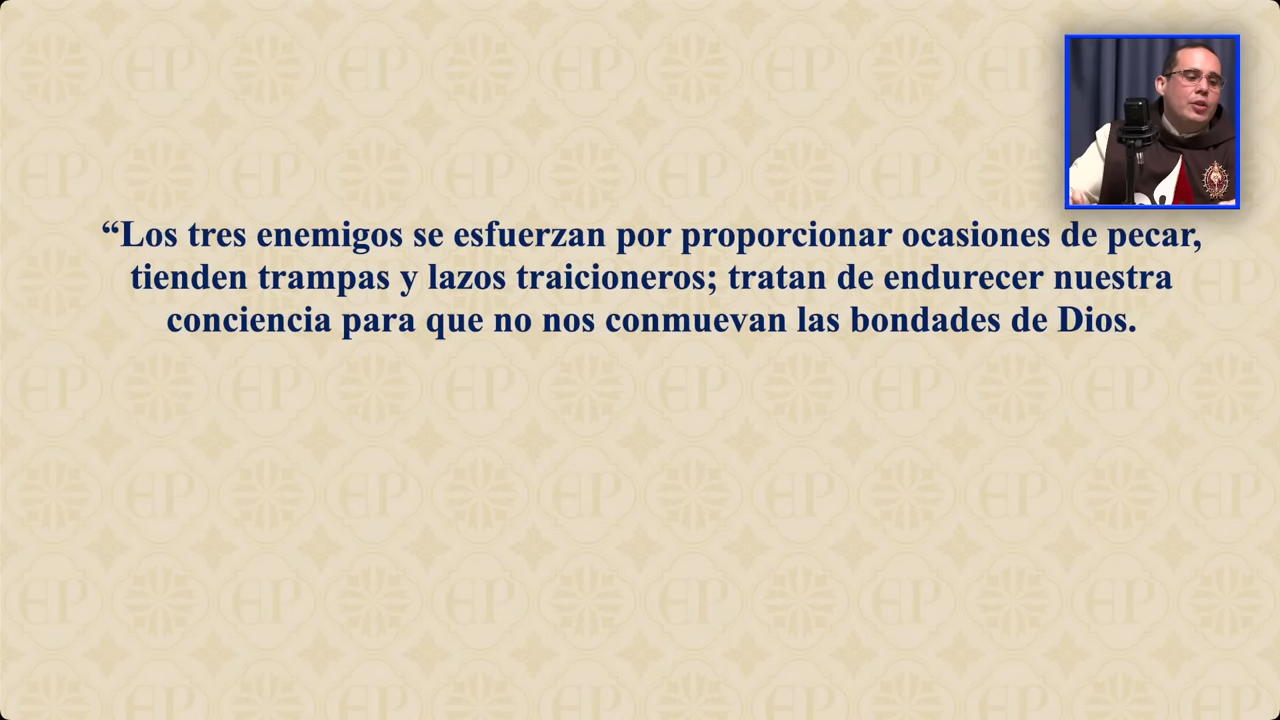 “Los tres enemigos se esfuerzan por proporcionar ocasiones de pecar,
tienden trampas y lazos traicioneros; tratan de endurecer nuestra
conciencia para que no nos conmuevan las bondades de Dios.